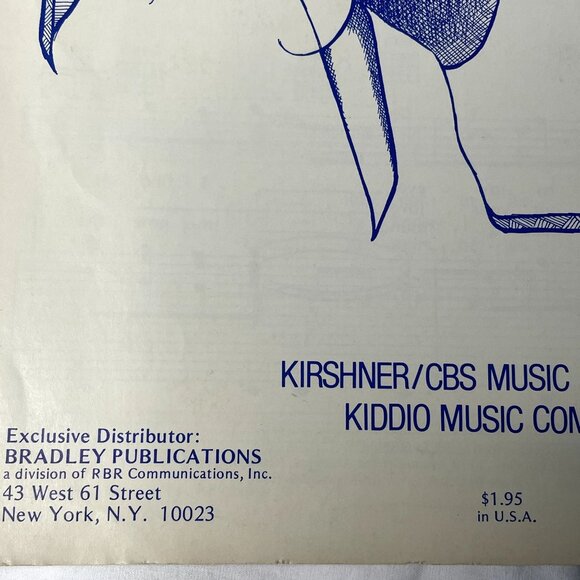 KIRSHNER/CBS MUSIC
KIDDIO MUSIC
Exclusive Distributor:
BRADLEY PUBLICATIONS
a division of RBR Communications, Inc.
43 West 61 Street
New York, N.Y. 10023
$1.95
in U.S.A.